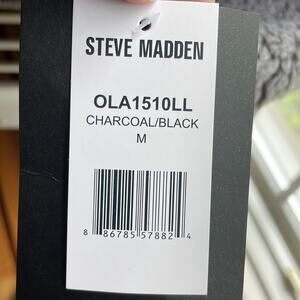 STEVE MADDEN
OLA1510LL
CHARCOAL/BLACK
M
8 86785 57882 4